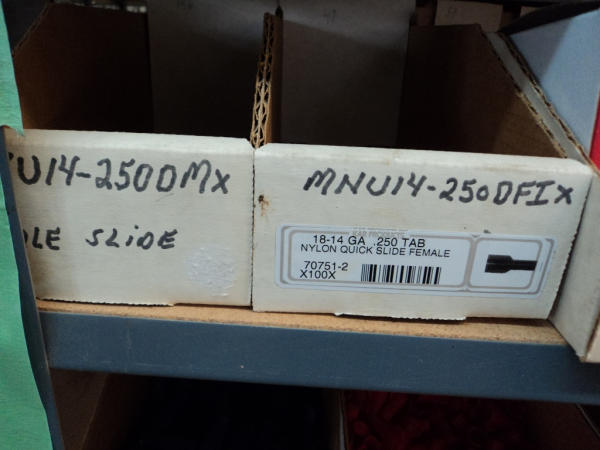 U14-250DMX
LE SLIDE
MNU14-250DFIX
18-14 GA .250 TAB
NYLON QUICK SLIDE FEMALE
70751-2
X100X